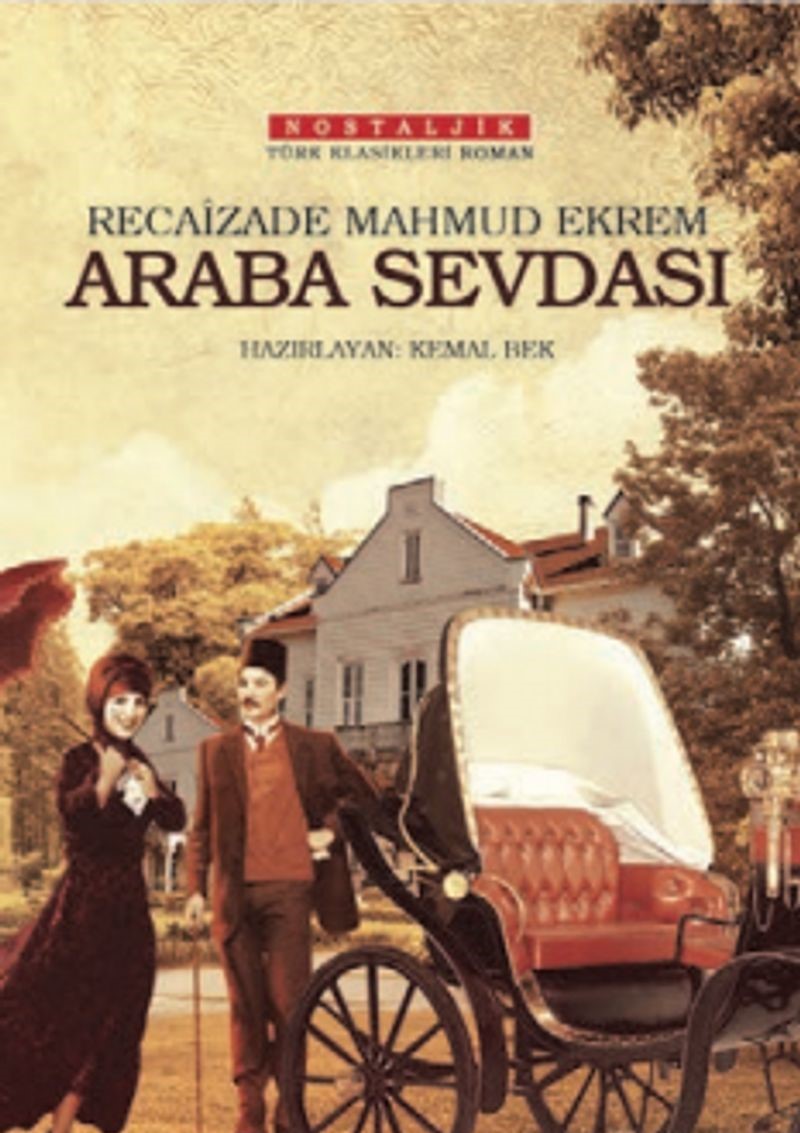 NOSTALJİK
TÜRK KLASİKLERİ ROMAN
RECAÎZADE MAHMUD EKREM
ARABA SEVDASI
HAZIRLAYAN: KEMAL BEK